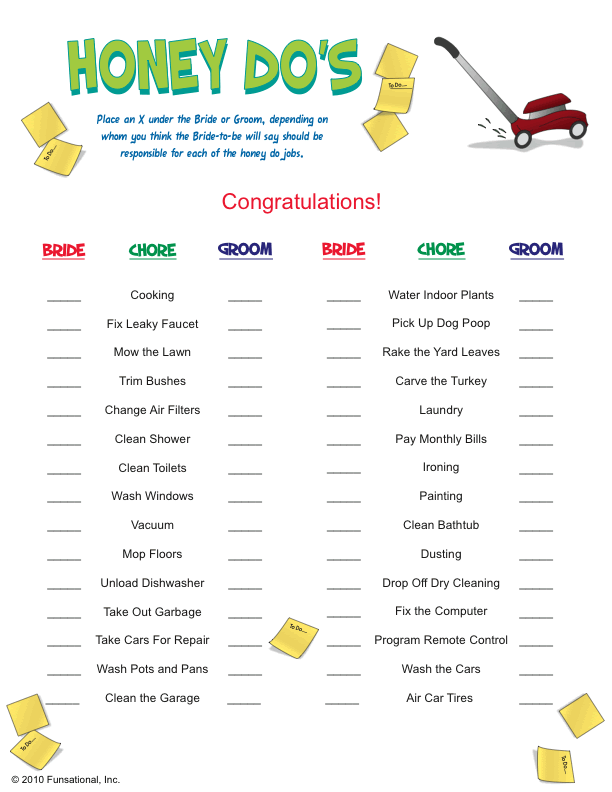 HONEY DO'S
Place an X under the Bride or Groom, depending on
whom you think the Bride-to-be will say should be
responsible for each of the honey do jobs.
To Do...
To Do...
Congratulations!
BRIDE CHORE GROOM BRIDE CHORE GROOM
_____ Cooking _____ _____ Water Indoor Plants _____
_____ Fix Leaky Faucet _____ _____ Pick Up Dog Poop _____
_____ Mow the Lawn _____ _____ Rake the Yard Leaves _____
_____ Trim Bushes _____ _____ Carve the Turkey _____
_____ Change Air Filters _____ _____ Laundry _____
_____ Clean Shower _____ _____ Pay Monthly Bills _____
_____ Clean Toilets _____ _____ Ironing _____
_____ Wash Windows _____ _____ Painting _____
_____ Vacuum _____ _____ Clean Bathtub _____
_____ Mop Floors _____ _____ Dusting _____
_____ Unload Dishwasher _____ _____ Drop Off Dry Cleaning _____
_____ Take Out Garbage _____ _____ Fix the Computer _____
_____ Take Cars For Repair _____ _____ Program Remote Control _____
_____ Wash Pots and Pans _____ _____ Wash the Cars _____
_____ Clean the Garage _____ _____ Air Car Tires _____
To Do...
To Do...
To Do...
© 2010 Funsational, Inc.